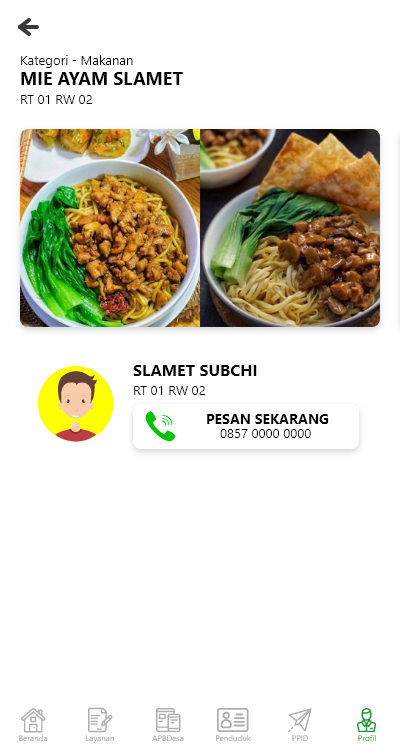 Kategori - Makanan
MIE AYAM SLAMET
RT 01 RW 02
SLAMET SUBCHI
RT 01 RW 02
PESAN SEKARANG
0857 0000 0000
Beranda
Layanan
APBDesa
Penduduk
PPID
Profil